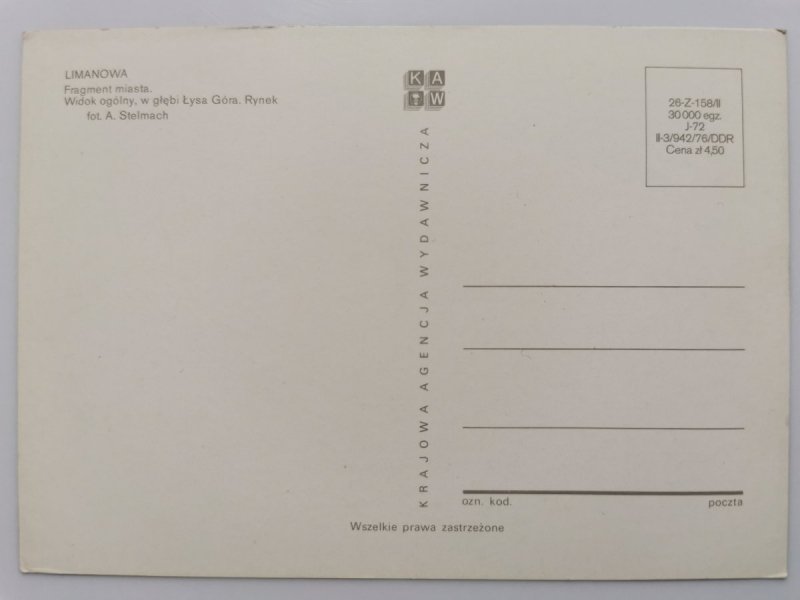 LIMANOWA
Fragment miasta.
Widok ogólny, w głębi Łysa Góra. Rynek
fot. A. Stelmach
K A
W
KRAJOWA AGENCJA WYDAWNICZA
26-Z-158/II
30 000 egz.
J-72
II-3/942/76/DDR
Cena zł 4,50
ozn. kod.
poczta
Wszelkie prawa zastrzeżone